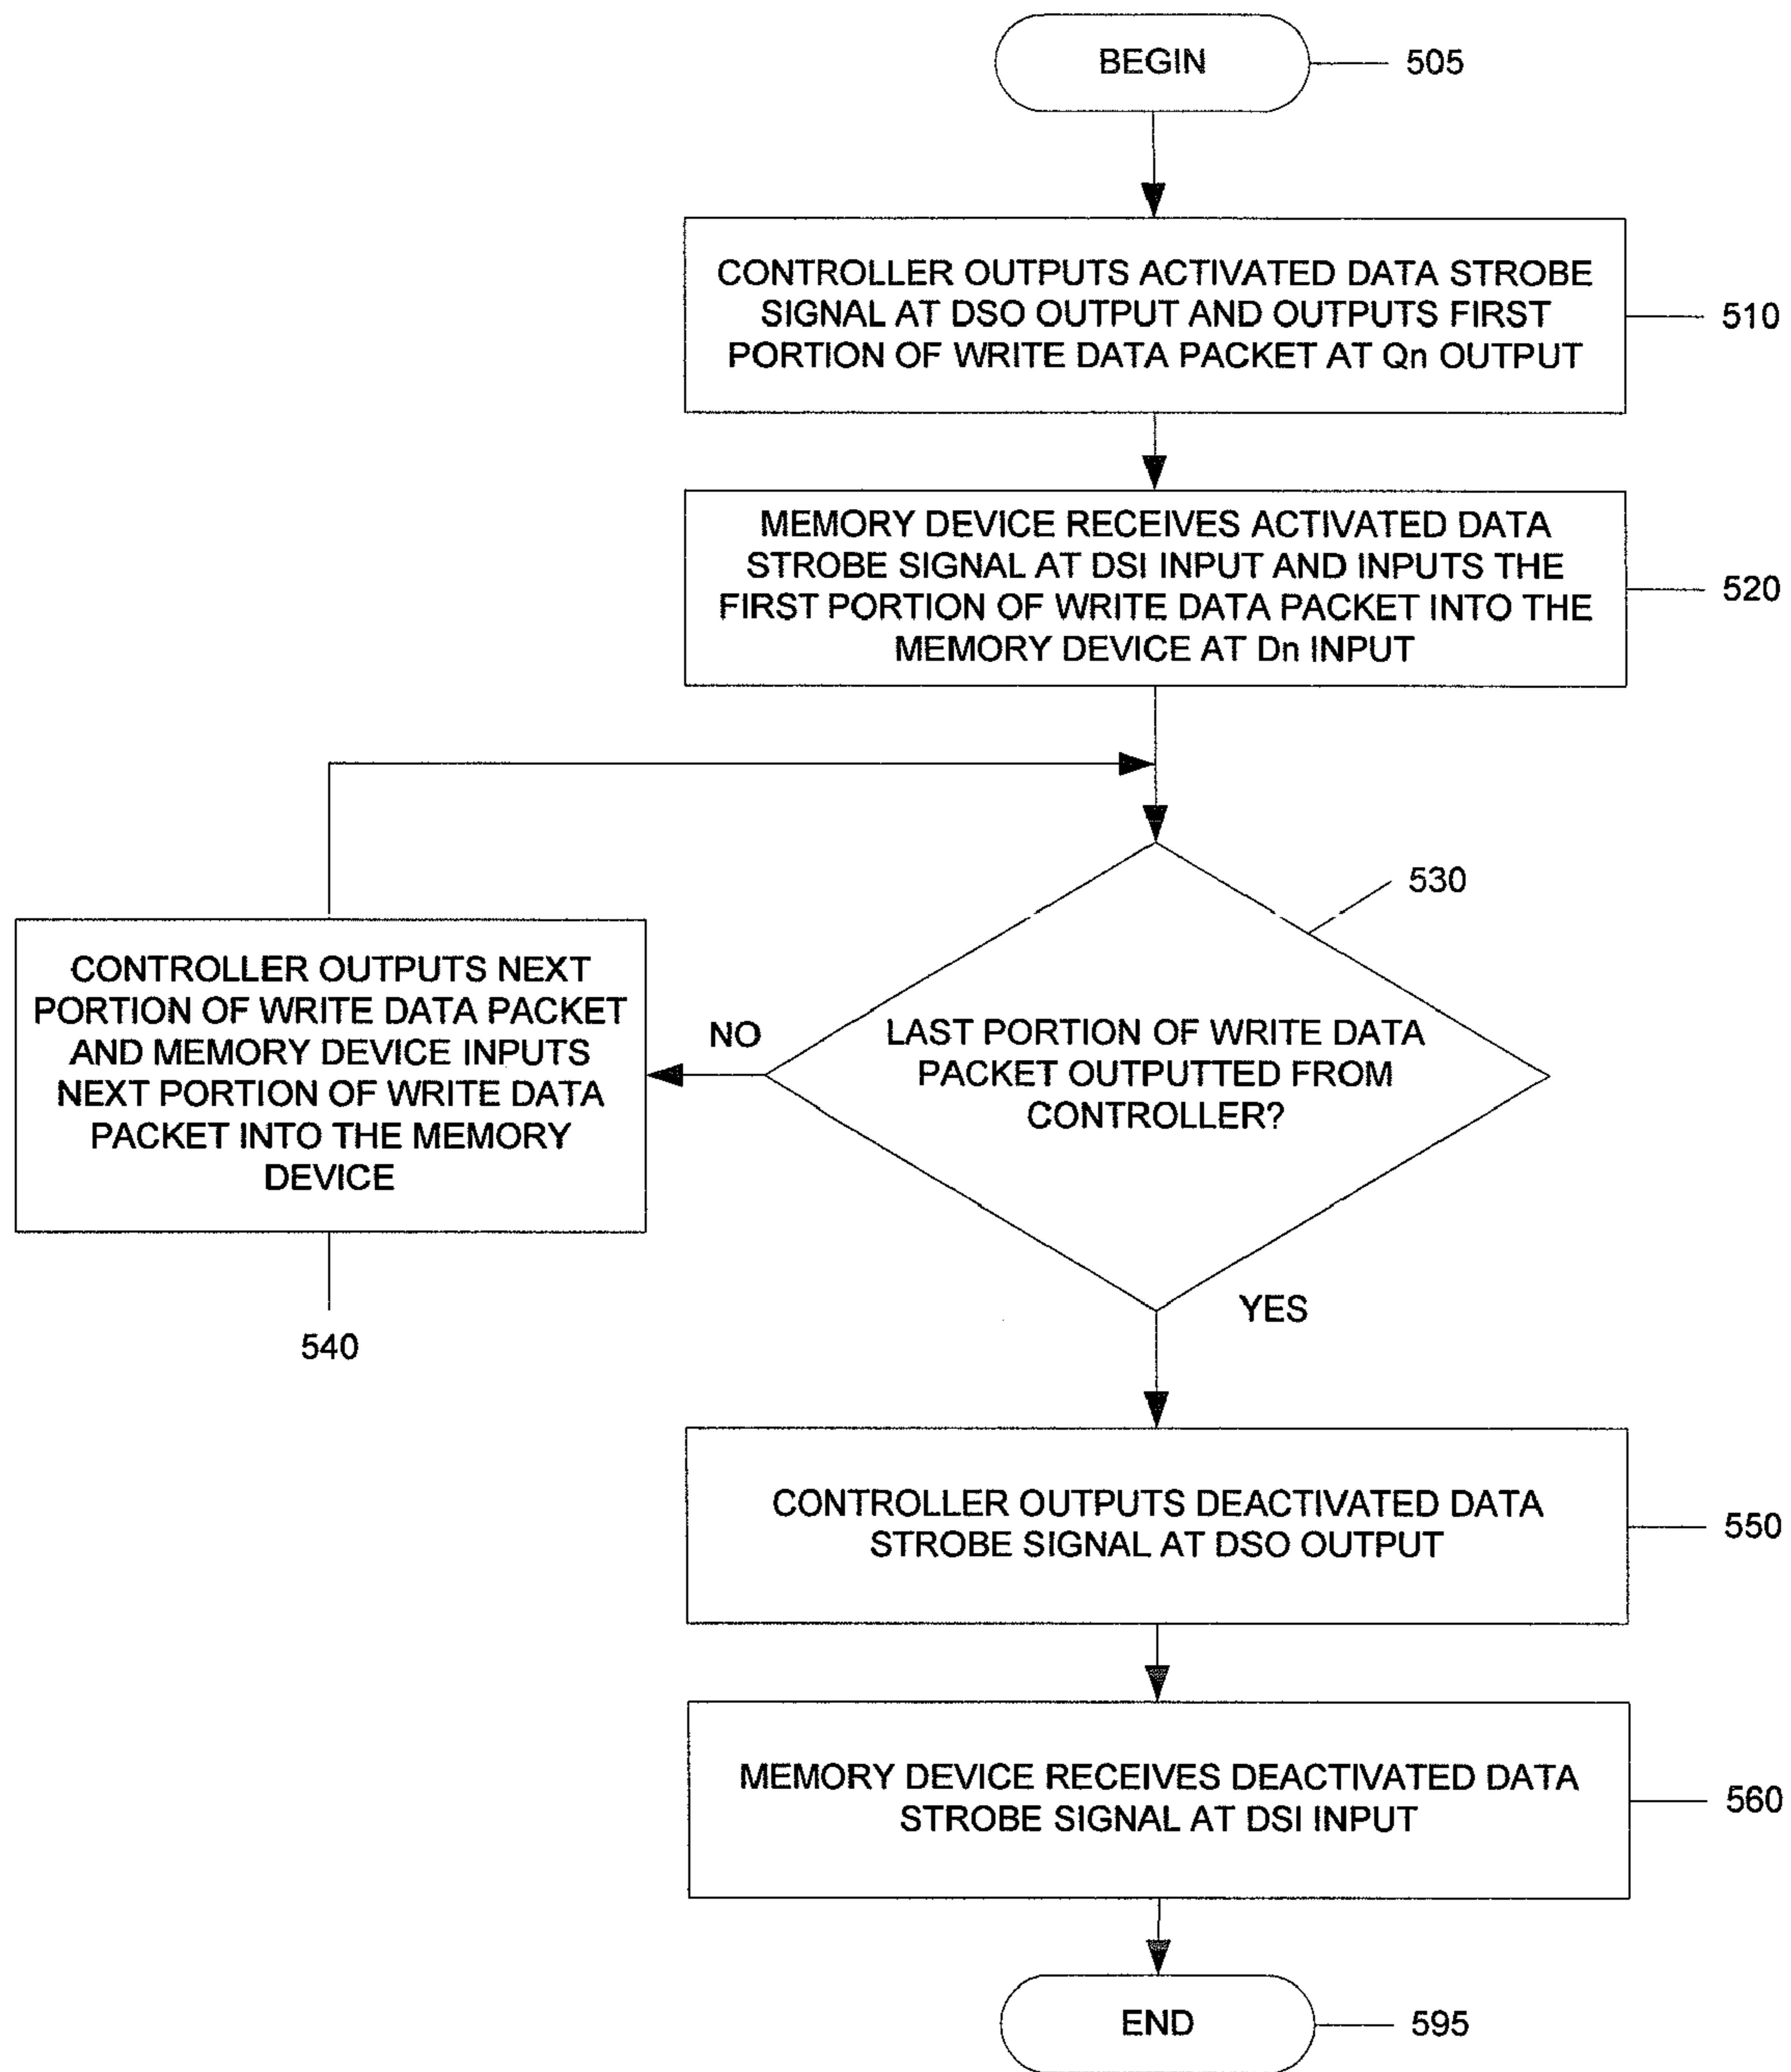 BEGIN
505
CONTROLLER OUTPUTS ACTIVATED DATA STROBE
SIGNAL AT DSO OUTPUT AND OUTPUTS FIRST
PORTION OF WRITE DATA PACKET AT Qn OUTPUT
510
MEMORY DEVICE RECEIVES ACTIVATED DATA
STROBE SIGNAL AT DSI INPUT AND INPUTS THE
FIRST PORTION OF WRITE DATA PACKET INTO THE
MEMORY DEVICE AT Dn INPUT
520
530
LAST PORTION OF WRITE DATA
PACKET OUTPUTTED FROM
CONTROLLER?
NO
CONTROLLER OUTPUTS NEXT
PORTION OF WRITE DATA PACKET
AND MEMORY DEVICE INPUTS
NEXT PORTION OF WRITE DATA
PACKET INTO THE MEMORY
DEVICE
540
YES
CONTROLLER OUTPUTS DEACTIVATED DATA
STROBE SIGNAL AT DSO OUTPUT
550
MEMORY DEVICE RECEIVES DEACTIVATED DATA
STROBE SIGNAL AT DSI INPUT
560
END
595